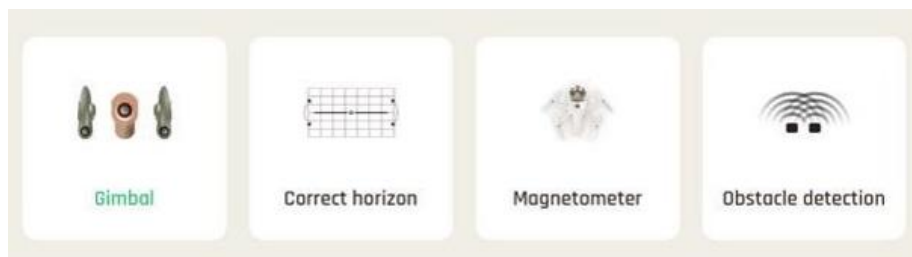 Gimbal
Correct horizon
Magnetometer
Obstacle detection